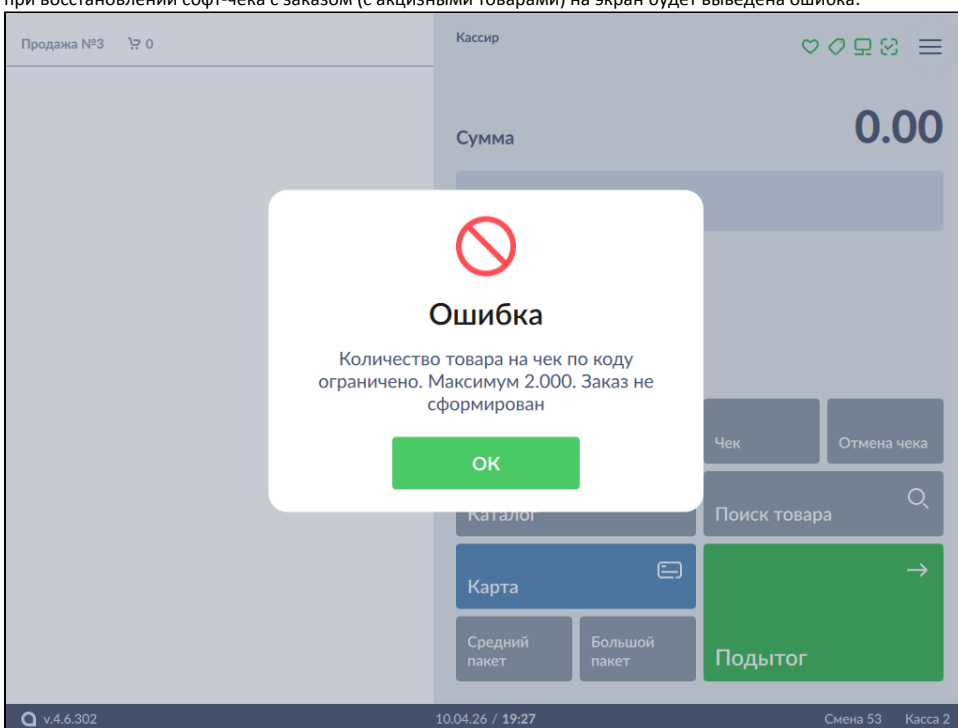 при восстановлении софт-чека с заказом (с акцизными товарами) на экран будет выведена ошибка:
Продажа №3 0
Кассир
Сумма
0.00
Ошибка
Количество товара на чек по коду
ограничено. Максимум 2.000. Заказ не
сформирован
ОК
Чек
Отмена чека
Каталог
Поиск товара
Карта
Средний
пакет
Большой
пакет
Подытог
v.4.6.302
10.04.26 / 19:27
Смена 53
Касса 2